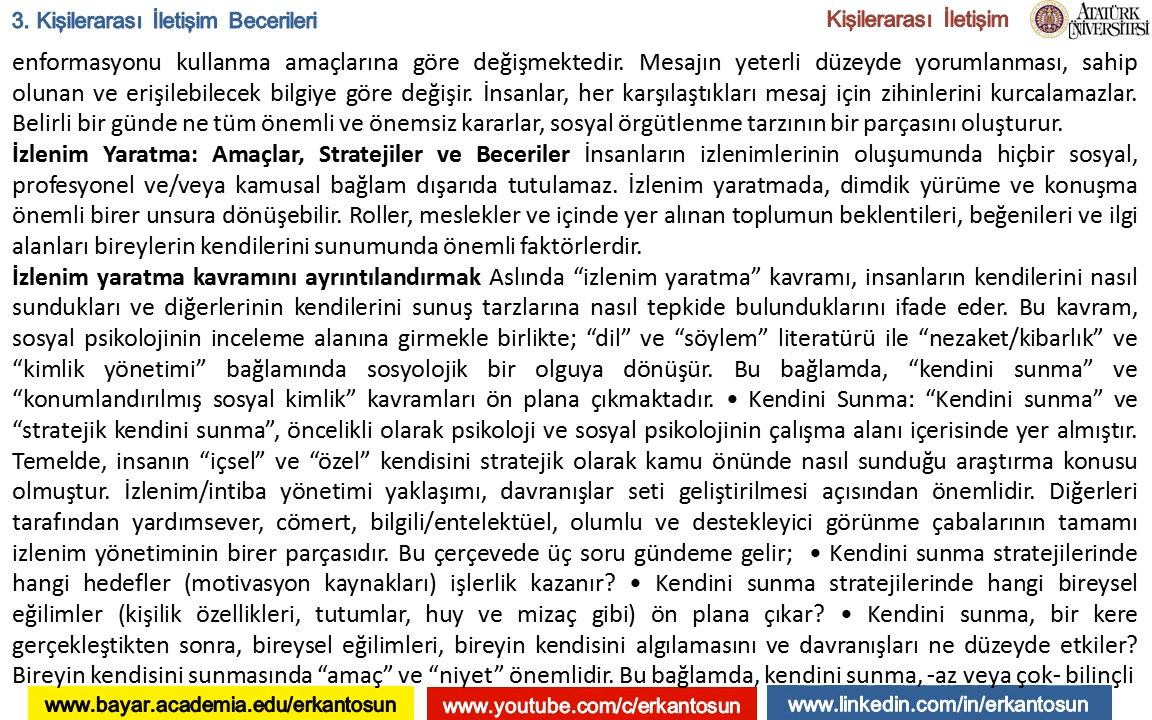 3. Kişilerarası İletişim Becerileri
Kişilerarası İletişim
ATATÜRK
ÜNİVERSİTESİ
enformasyonu kullanma amaçlarına göre değişmektedir. Mesajın yeterli düzeyde yorumlanması, sahip
olunan ve erişilebilecek bilgiye göre değişir. İnsanlar, her karşılaştıkları mesaj için zihinlerini kurcalamazlar.
Belirli bir günde ne tüm önemli ve önemsiz kararlar, sosyal örgütlenme tarzının bir parçasını oluşturur.
İzlenim Yaratma: Amaçlar, Stratejiler ve Beceriler İnsanların izlenimlerinin oluşumunda hiçbir sosyal,
profesyonel ve/veya kamusal bağlam dışarıda tutulamaz. İzlenim yaratmada, dimdik yürüme ve konuşma
önemli birer unsura dönüşebilir. Roller, meslekler ve içinde yer alınan toplumun beklentileri, beğenileri ve ilgi
alanları bireylerin kendilerini sunumunda önemli faktörlerdir.
İzlenim yaratma kavramını ayrıntılandırmak Aslında “izlenim yaratma” kavramı, insanların kendilerini nasıl
sundukları ve diğerlerinin kendilerini sunuş tarzlarına nasıl tepkide bulunduklarını ifade eder. Bu kavram,
sosyal psikolojinin inceleme alanına girmekle birlikte; “dil” ve “söylem” literatürü ile “nezaket/kibarlık” ve
“kimlik yönetimi” bağlamında sosyolojik bir olguya dönüşür. Bu bağlamda, “kendini sunma” ve
“konumlandırılmış sosyal kimlik” kavramları ön plana çıkmaktadır. • Kendini Sunma: “Kendini sunma” ve
“stratejik kendini sunma”, öncelikli olarak psikoloji ve sosyal psikolojinin çalışma alanı içerisinde yer almıştır.
Temelde, insanın “içsel” ve “özel” kendisini stratejik olarak kamu önünde nasıl sunduğu araştırma konusu
olmuştur. İzlenim/intiba yönetimi yaklaşımı, davranışlar seti geliştirilmesi açısından önemlidir. Diğerleri
tarafından yardımsever, cömert, bilgili/entelektüel, olumlu ve destekleyici görünme çabalarının tamamı
izlenim yönetiminin birer parçasıdır. Bu çerçevede üç soru gündeme gelir; • Kendini sunma stratejilerinde
hangi hedefler (motivasyon kaynakları) işlerlik kazanır? • Kendini sunma stratejilerinde hangi bireysel
eğilimler (kişilik özellikleri, tutumlar, huy ve mizaç gibi) ön plana çıkar? • Kendini sunma, bir kere
gerçekleştikten sonra, bireysel eğilimleri, bireyin kendisini algılamasını ve davranışları ne düzeyde etkiler?
Bireyin kendisini sunmasında “amaç” ve “niyet” önemlidir. Bu bağlamda, kendini sunma, -az veya çok- bilinçli
www.bayar.academia.edu/erkantosun
www.youtube.com/c/erkantosun
www.linkedin.com/in/erkantosun